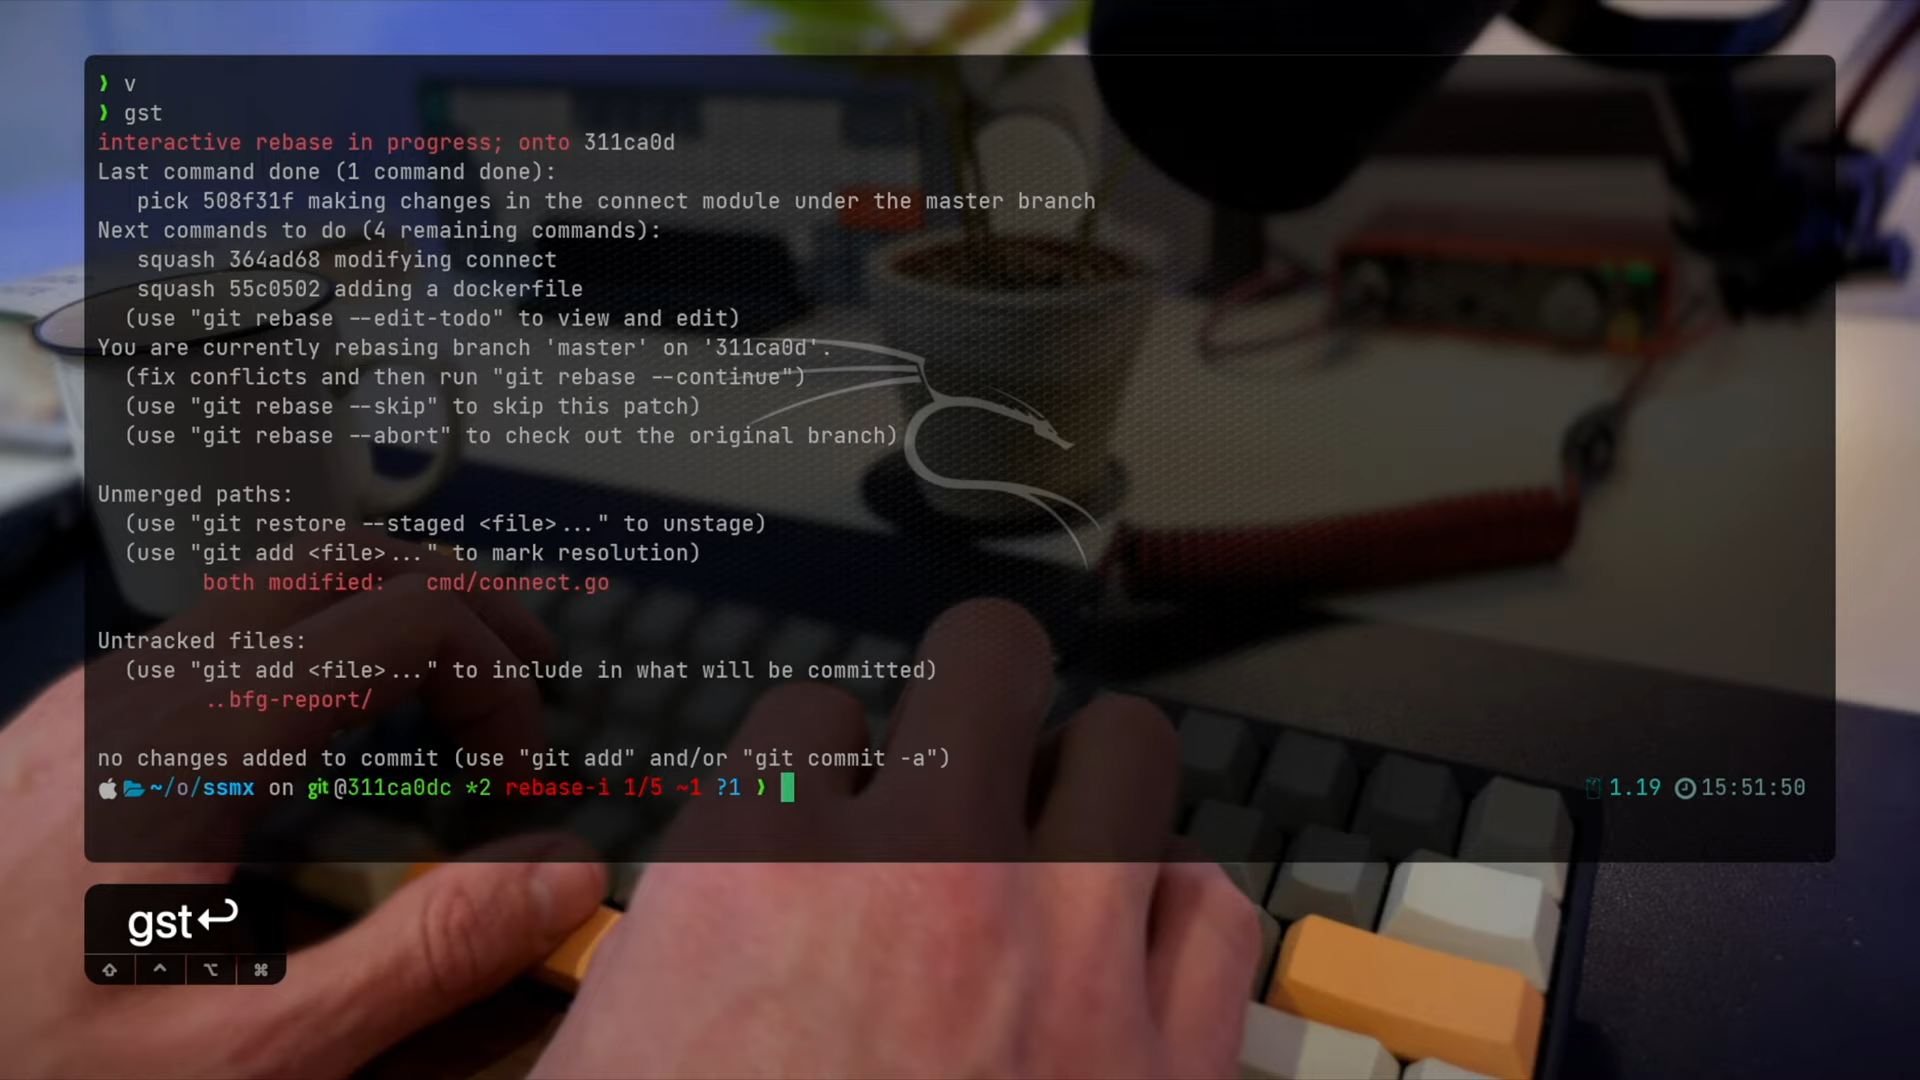 ❯ v
❯ gst
interactive rebase in progress; onto 311ca0d
Last command done (1 command done):
pick 508f31f making changes in the connect module under the master branch
Next commands to do (4 remaining commands):
squash 364ad68 modifying connect
squash 55c0502 adding a dockerfile
(use "git rebase --edit-todo" to view and edit)
You are currently rebasing branch 'master' on '311ca0d'.
(fix conflicts and then run "git rebase --continue")
(use "git rebase --skip" to skip this patch)
(use "git rebase --abort" to check out the original branch)
Unmerged paths:
(use "git restore --staged <file>..." to unstage)
(use "git add <file>..." to mark resolution)
both modified: cmd/connect.go
Untracked files:
(use "git add <file>..." to include in what will be committed)
..bfg-report/
no changes added to commit (use "git add" and/or "git commit -a")
~/o/ssmx on git@311ca0dc *2 rebase-i 1/5 ~1 ?1 ❯ 1.19 15:51:50
gst↩
⇧ ^ ⌥ ⌘